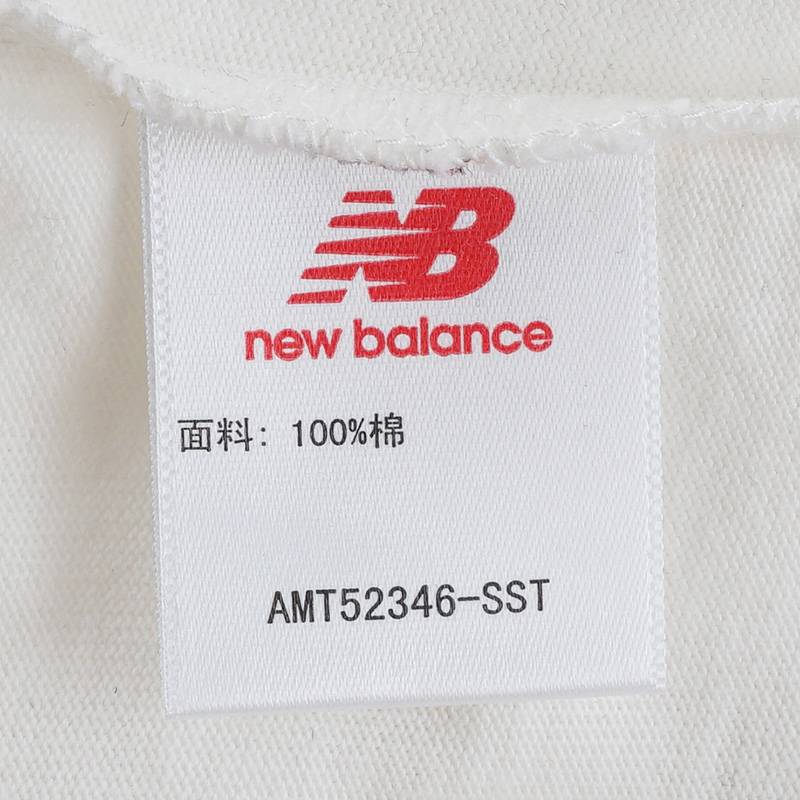 NB
new balance
面料: 100%棉
AMT52346-SST